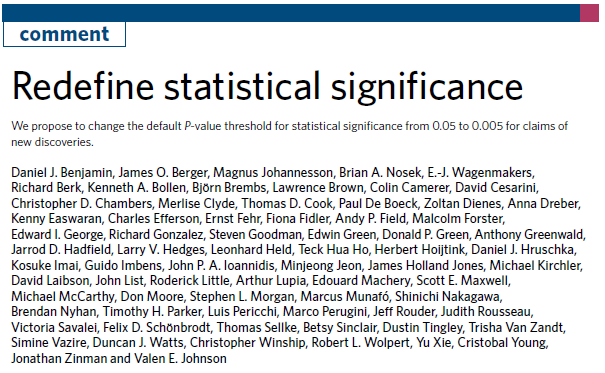 comment
Redefine statistical significance
We propose to change the default P-value threshold for statistical significance from 0.05 to 0.005 for claims of
new discoveries.
Daniel J. Benjamin, James O. Berger, Magnus Johannesson, Brian A. Nosek, E.-J. Wagenmakers,
Richard Berk, Kenneth A. Bollen, Björn Brembs, Lawrence Brown, Colin Camerer, David Cesarini,
Christopher D. Chambers, Merlise Clyde, Thomas D. Cook, Paul De Boeck, Zoltan Dienes, Anna Dreber,
Kenny Easwaran, Charles Efferson, Ernst Fehr, Fiona Fidler, Andy P. Field, Malcolm Forster,
Edward I. George, Richard Gonzalez, Steven Goodman, Edwin Green, Donald P. Green, Anthony Greenwald,
Jarrod D. Hadfield, Larry V. Hedges, Leonhard Held, Teck Hua Ho, Herbert Hoijtink, Daniel J. Hruschka,
Kosuke Imai, Guido Imbens, John P. A. Ioannidis, Minjeong Jeon, James Holland Jones, Michael Kirchler,
David Laibson, John List, Roderick Little, Arthur Lupia, Edouard Machery, Scott E. Maxwell,
Michael McCarthy, Don Moore, Stephen L. Morgan, Marcus Munafó, Shinichi Nakagawa,
Brendan Nyhan, Timothy H. Parker, Luis Pericchi, Marco Perugini, Jeff Rouder, Judith Rousseau,
Victoria Savalei, Felix D. Schönbrodt, Thomas Sellke, Betsy Sinclair, Dustin Tingley, Trisha Van Zandt,
Simine Vazire, Duncan J. Watts, Christopher Winship, Robert L. Wolpert, Yu Xie, Cristobal Young,
Jonathan Zinman and Valen E. Johnson